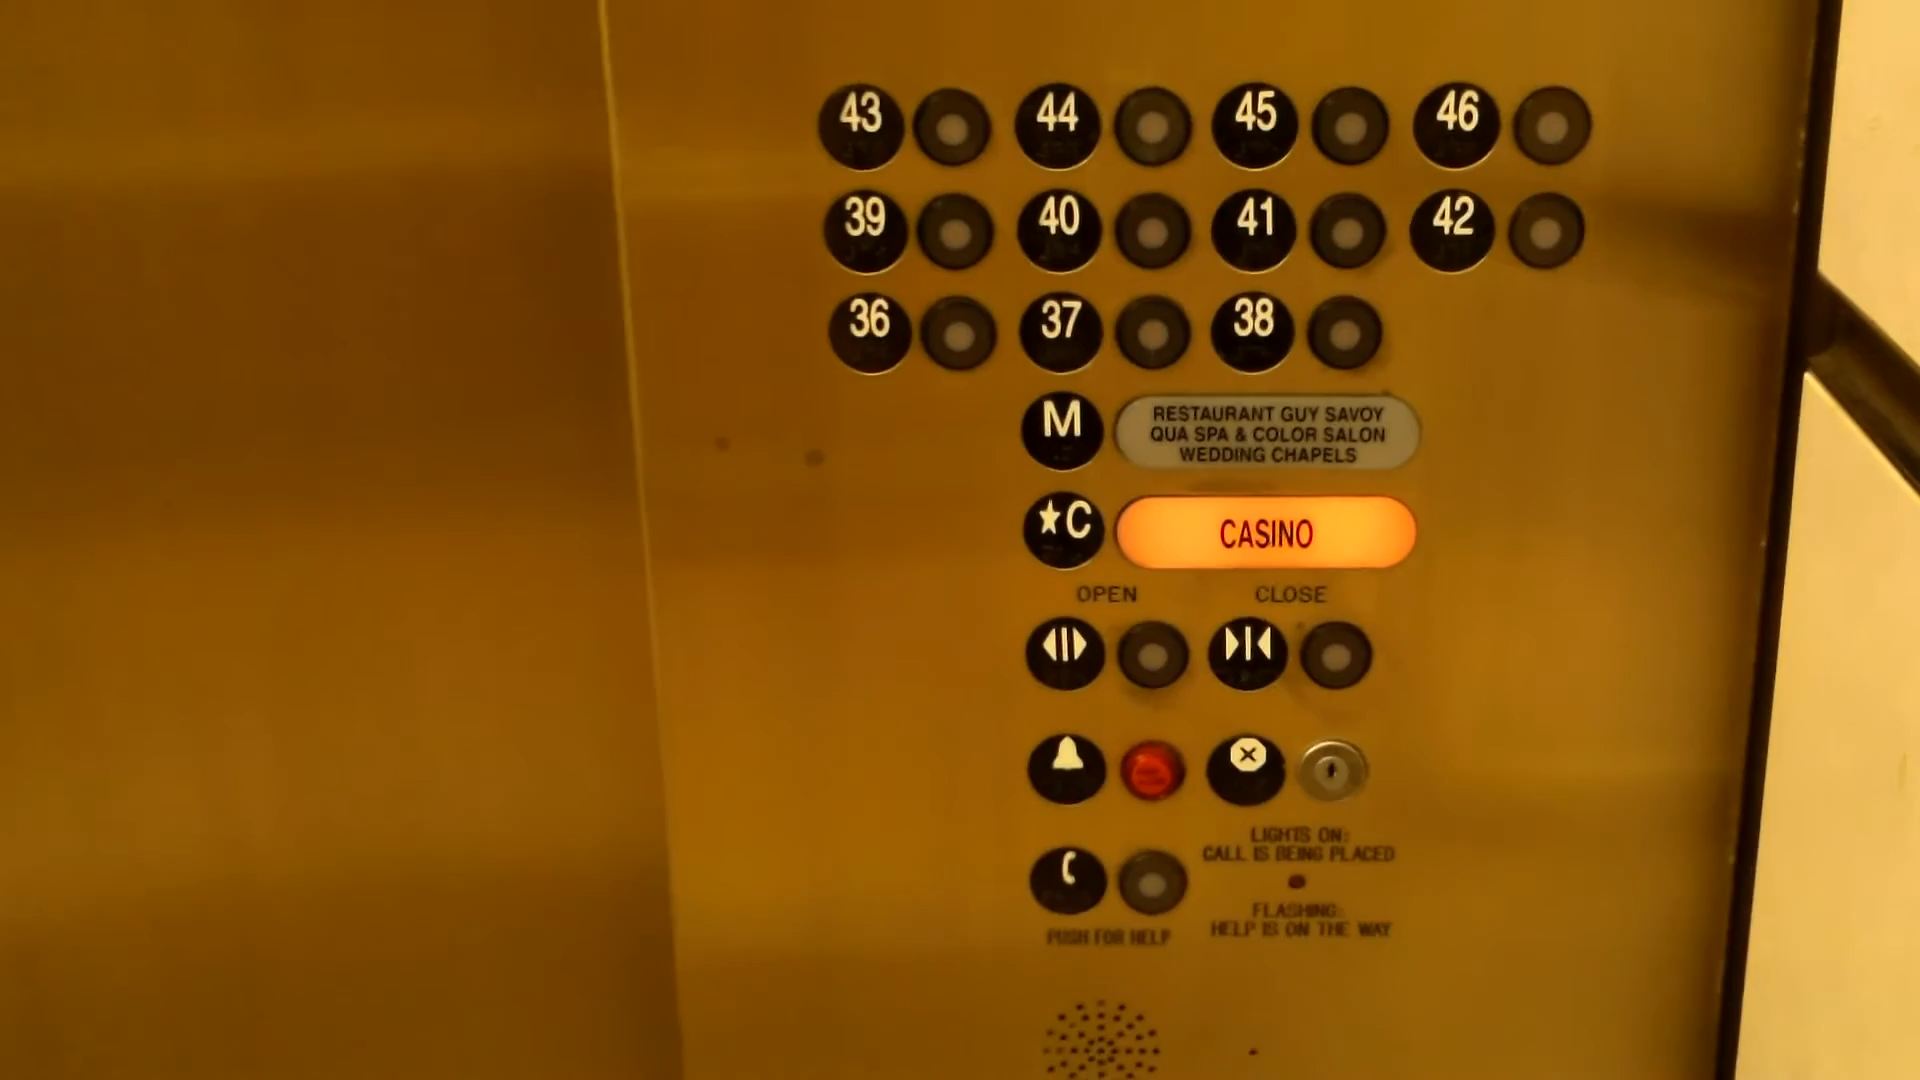 43 44 45 46
39 40 41 42
36 37 38
M RESTAURANT GUY SAVOY
QUA SPA & COLOR SALON
WEDDING CHAPELS
★C CASINO
OPEN CLOSE
LIGHTS ON:
CALL IS BEING PLACED
FLASHING:
HELP IS ON THE WAY
PUSH FOR HELP